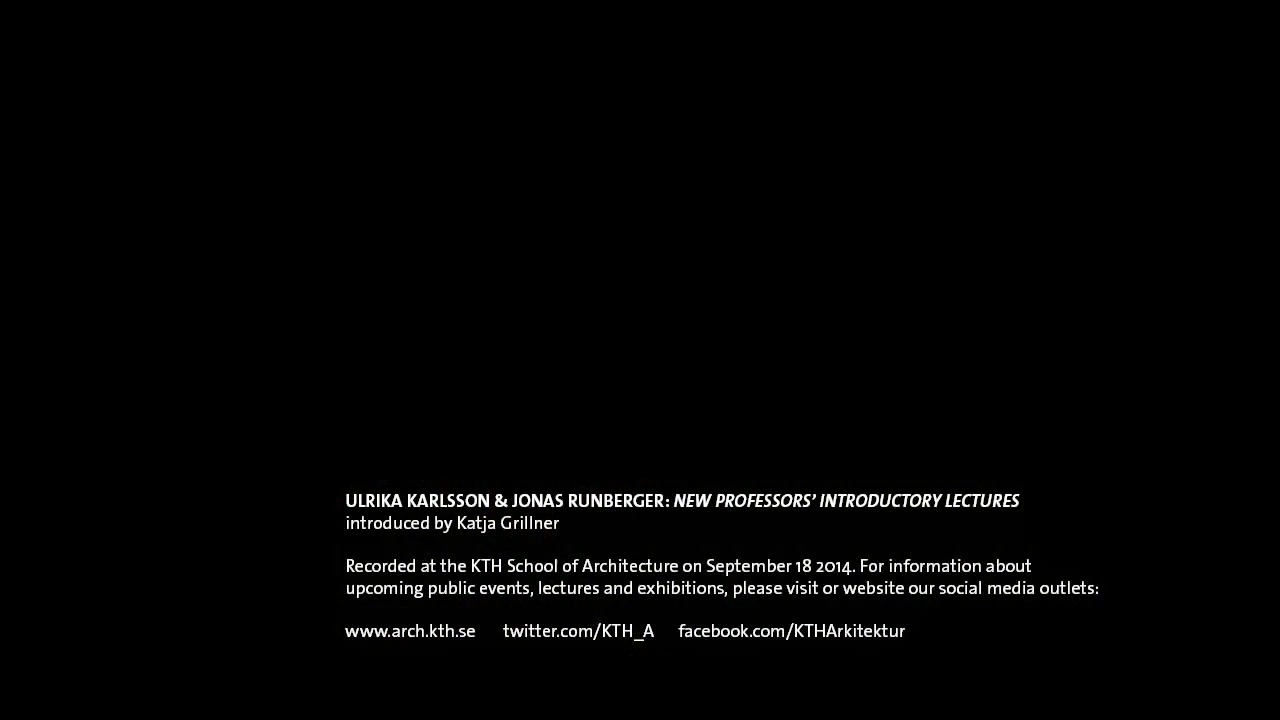 ULRIKA KARLSSON & JONAS RUNBERGER: NEW PROFESSORS’ INTRODUCTORY LECTURES
introduced by Katja Grillner
Recorded at the KTH School of Architecture on September 18 2014. For information about
upcoming public events, lectures and exhibitions, please visit or website our social media outlets:
www.arch.kth.se twitter.com/KTH_A facebook.com/KTHArkitektur